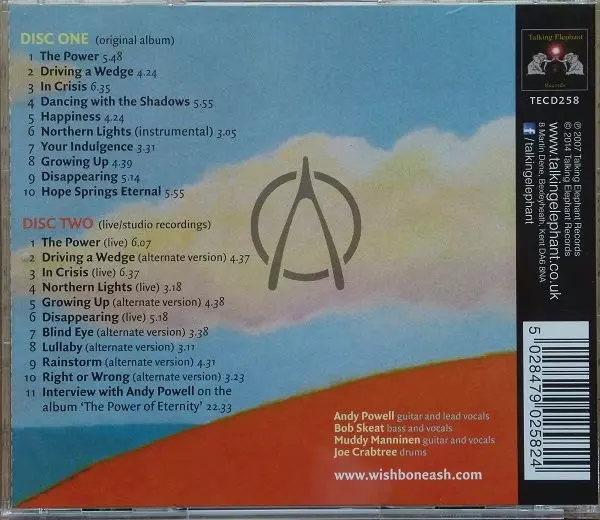 DISC ONE (original album)
1 The Power 5.48
2 Driving a Wedge 4.24
3 In Crisis 6.35
4 Dancing with the Shadows 5.55
5 Happiness 4.24
6 Northern Lights (instrumental) 3.05
7 Your Indulgence 3.31
8 Growing Up 4.39
9 Disappearing 5.14
10 Hope Springs Eternal 5.55
DISC TWO (live/studio recordings)
1 The Power (live) 6.07
2 Driving a Wedge (alternate version) 4.37
3 In Crisis (live) 6.37
4 Northern Lights (live) 3.18
5 Growing Up (alternate version) 4.38
6 Disappearing (live) 5.18
7 Blind Eye (alternate version) 3.38
8 Lullaby (alternate version) 3.11
9 Rainstorm (alternate version) 4.31
10 Right or Wrong (alternate version) 3.23
11 Interview with Andy Powell on the
album ‘The Power of Eternity’ 22.33
Andy Powell guitar and lead vocals
Bob Skeat bass and vocals
Muddy Manninen guitar and vocals
Joe Crabtree drums
www.wishboneash.com
Talking Elephant
Records
TECD258
℗ 2007 Talking Elephant Records
© 2014 Talking Elephant Records
www.talkingelephant.co.uk
8 Martin Dene, Bexleyheath, Kent DA6 8NA
f/talkingelephant
5 028479 025824